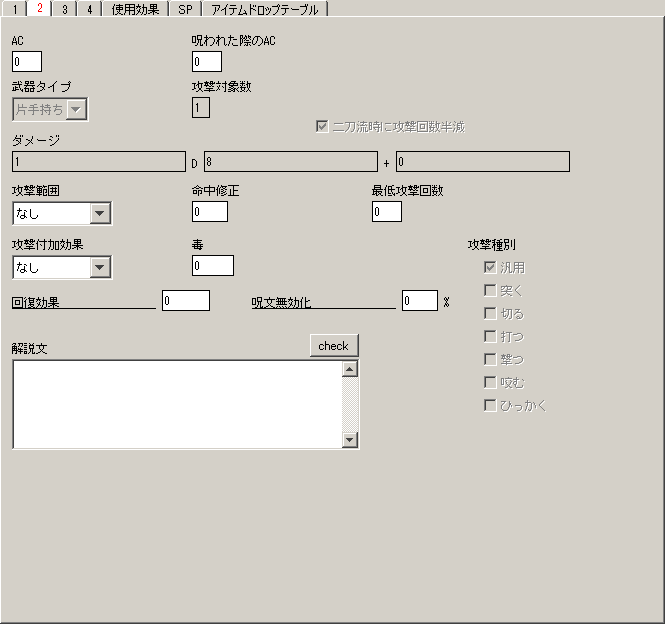 1 2 3 4 使用効果 SP アイテムドロップテーブル
AC 呪われた際のAC
0 0
武器タイプ 攻撃対象数
片手持ち 1
二刀流時に攻撃回数半減
ダメージ
1 D 8 + 0
攻撃範囲 命中修正 最低攻撃回数
なし 0 0
攻撃付加効果 毒 攻撃種別
なし 0 汎用
突く
回復効果 0 呪文無効化 0 %
切る
打つ
解説文 check
撃つ
咬む
ひっかく